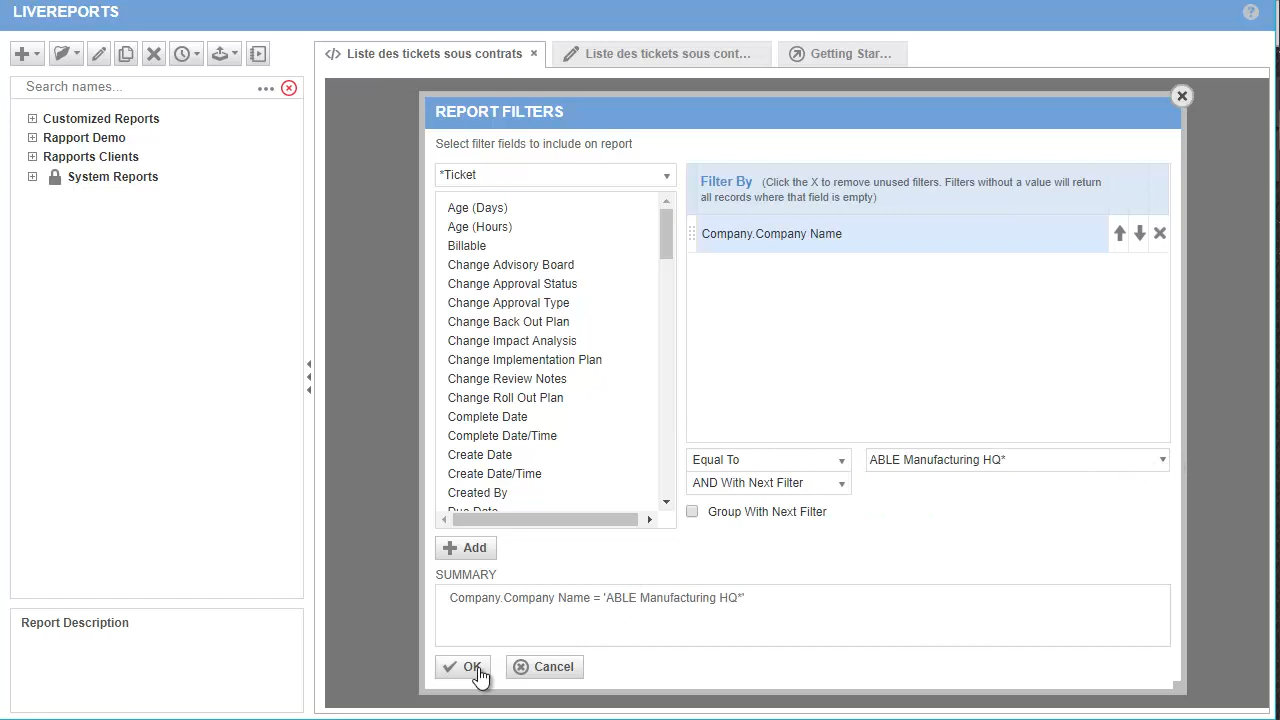 LIVEREPORTS
Liste des tickets sous contrats
Liste des tickets sous cont...
Getting Star...
Search names...
Customized Reports
Rapport Demo
Rapports Clients
System Reports
Report Description
REPORT FILTERS
Select filter fields to include on report
*Ticket
Age (Days)
Age (Hours)
Billable
Change Advisory Board
Change Approval Status
Change Approval Type
Change Back Out Plan
Change Impact Analysis
Change Implementation Plan
Change Review Notes
Change Roll Out Plan
Complete Date
Complete Date/Time
Create Date
Create Date/Time
Created By
Due Date
Add
Filter By (Click the X to remove unused filters. Filters without a value will return
all records where that field is empty)
Company.Company Name
Equal To
ABLE Manufacturing HQ*
AND With Next Filter
Group With Next Filter
SUMMARY
Company.Company Name = 'ABLE Manufacturing HQ*'
OK
Cancel